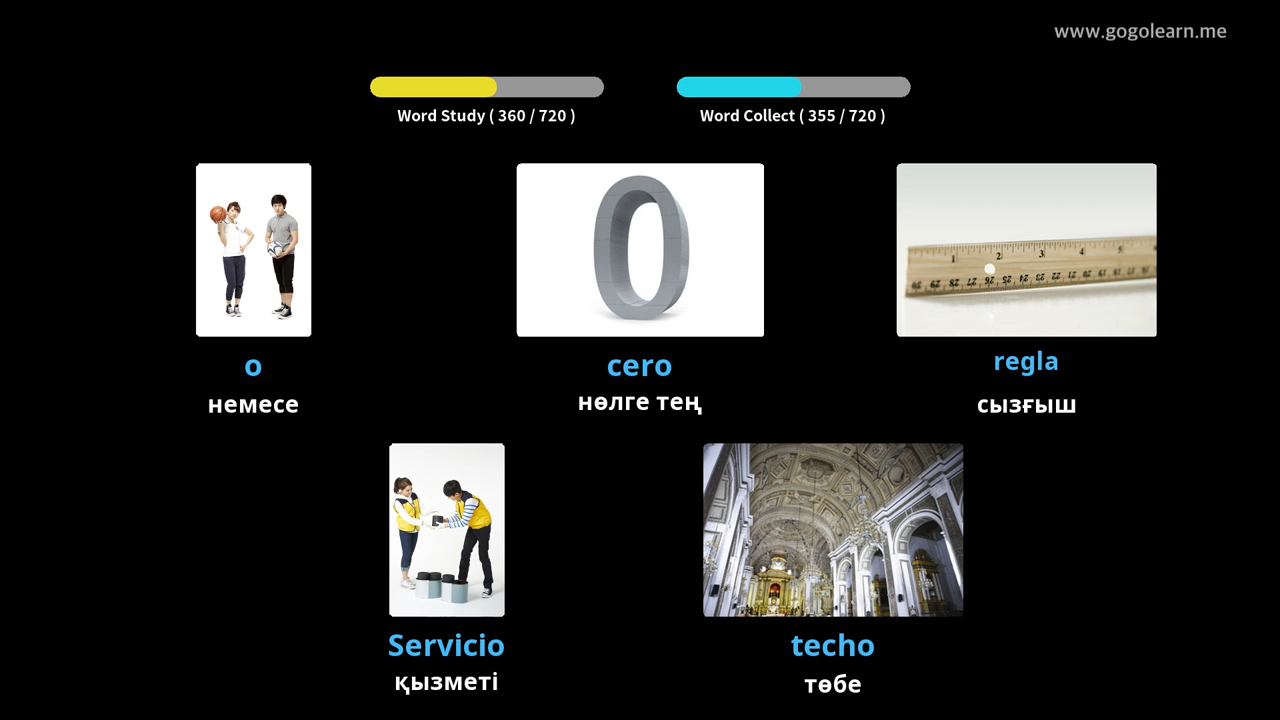 www.gogolearn.me
Word Study ( 360 / 720 )
Word Collect ( 355 / 720 )
o
немесе
cero
нөлге тең
regla
сызғыш
Servicio
қызметі
techo
төбе